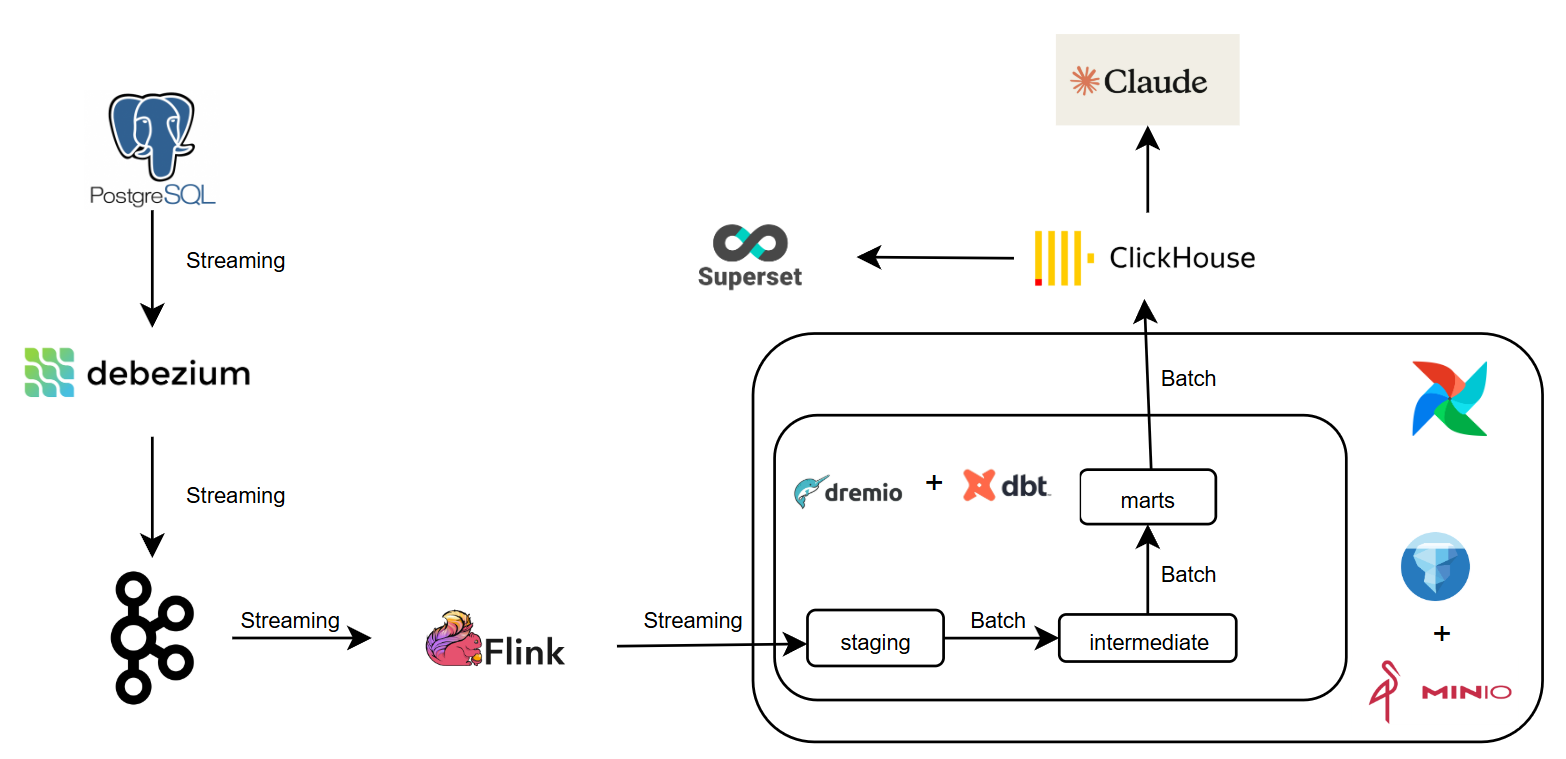 Claude
PostgreSQL
Streaming
Superset
ClickHouse
debezium
Batch
dremio
+
dbt
marts
Streaming
Batch
Streaming
Flink
Streaming
staging
Batch
intermediate
+
MINIO